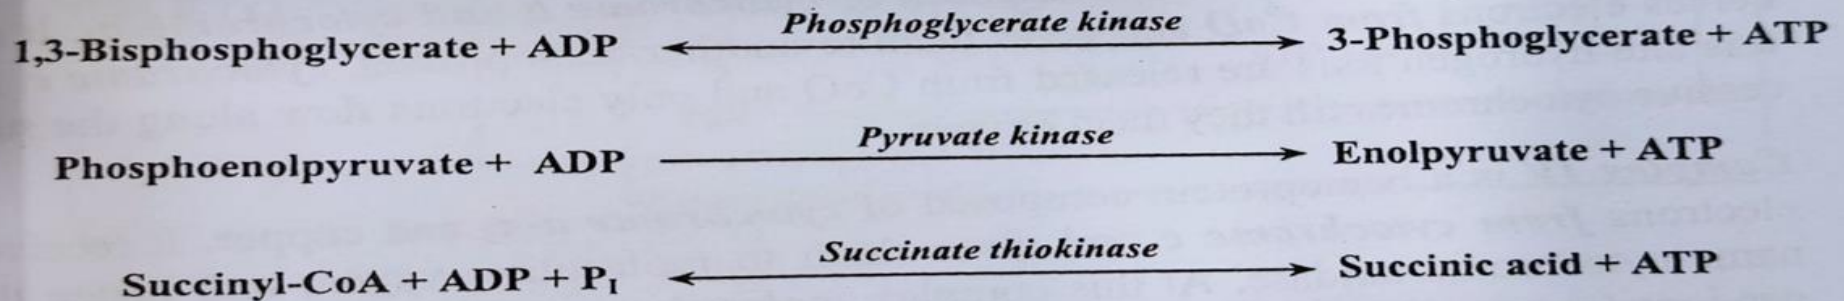 Phosphoglycerate kinase
1,3-Bisphosphoglycerate + ADP ⟷ 3-Phosphoglycerate + ATP
Pyruvate kinase
Phosphoenolpyruvate + ADP ⟶ Enolpyruvate + ATP
Succinate thiokinase
Succinyl-CoA + ADP + P₁ ⟷ Succinic acid + ATP